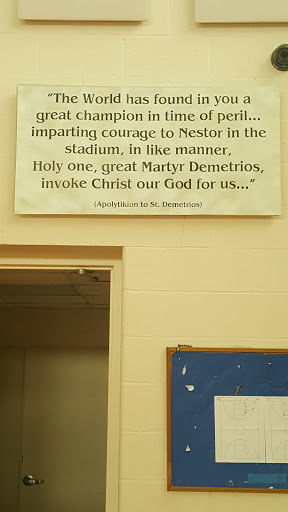 “The World has found in you a
great champion in time of peril...
imparting courage to Nestor in the
stadium, in like manner,
Holy one, great Martyr Demetrios,
invoke Christ our God for us...”
(Apolytikion to St. Demetrios)